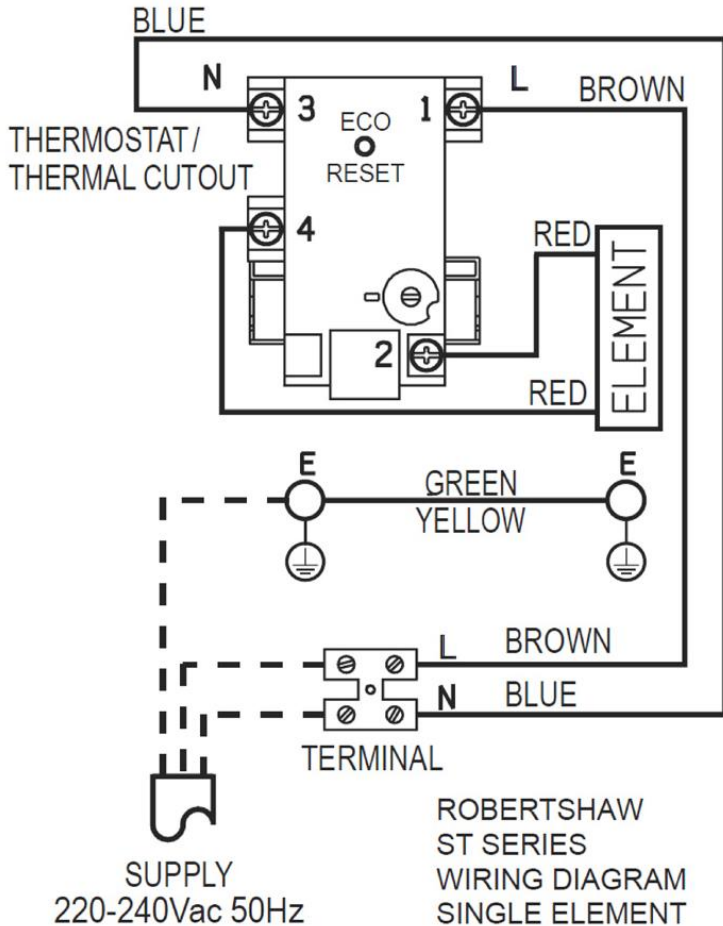 BLUE
N
L
BROWN
3
ECO
1
RESET
THERMOSTAT/
THERMAL CUTOUT
4
RED
ELEMENT
2
RED
E
E
GREEN
YELLOW
L
BROWN
N
BLUE
TERMINAL
SUPPLY
220-240Vac 50Hz
ROBERTSHAW
ST SERIES
WIRING DIAGRAM
SINGLE ELEMENT